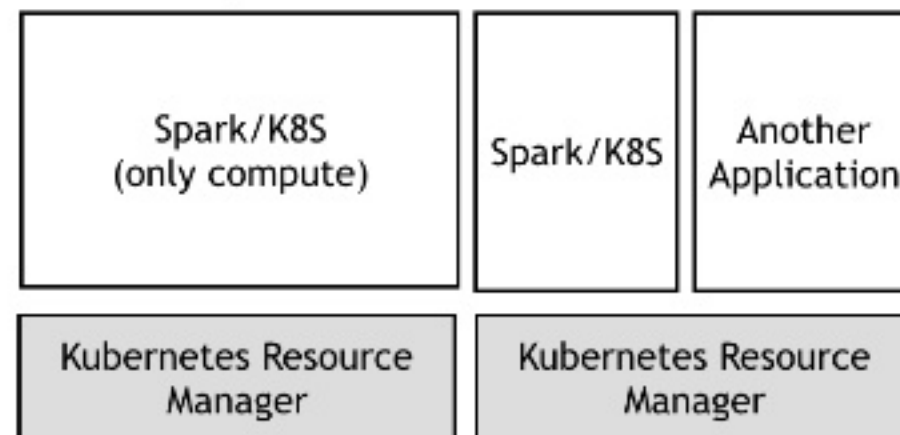 Spark/K8S
(only compute)
Spark/K8S
Another
Application
Kubernetes Resource
Manager
Kubernetes Resource
Manager